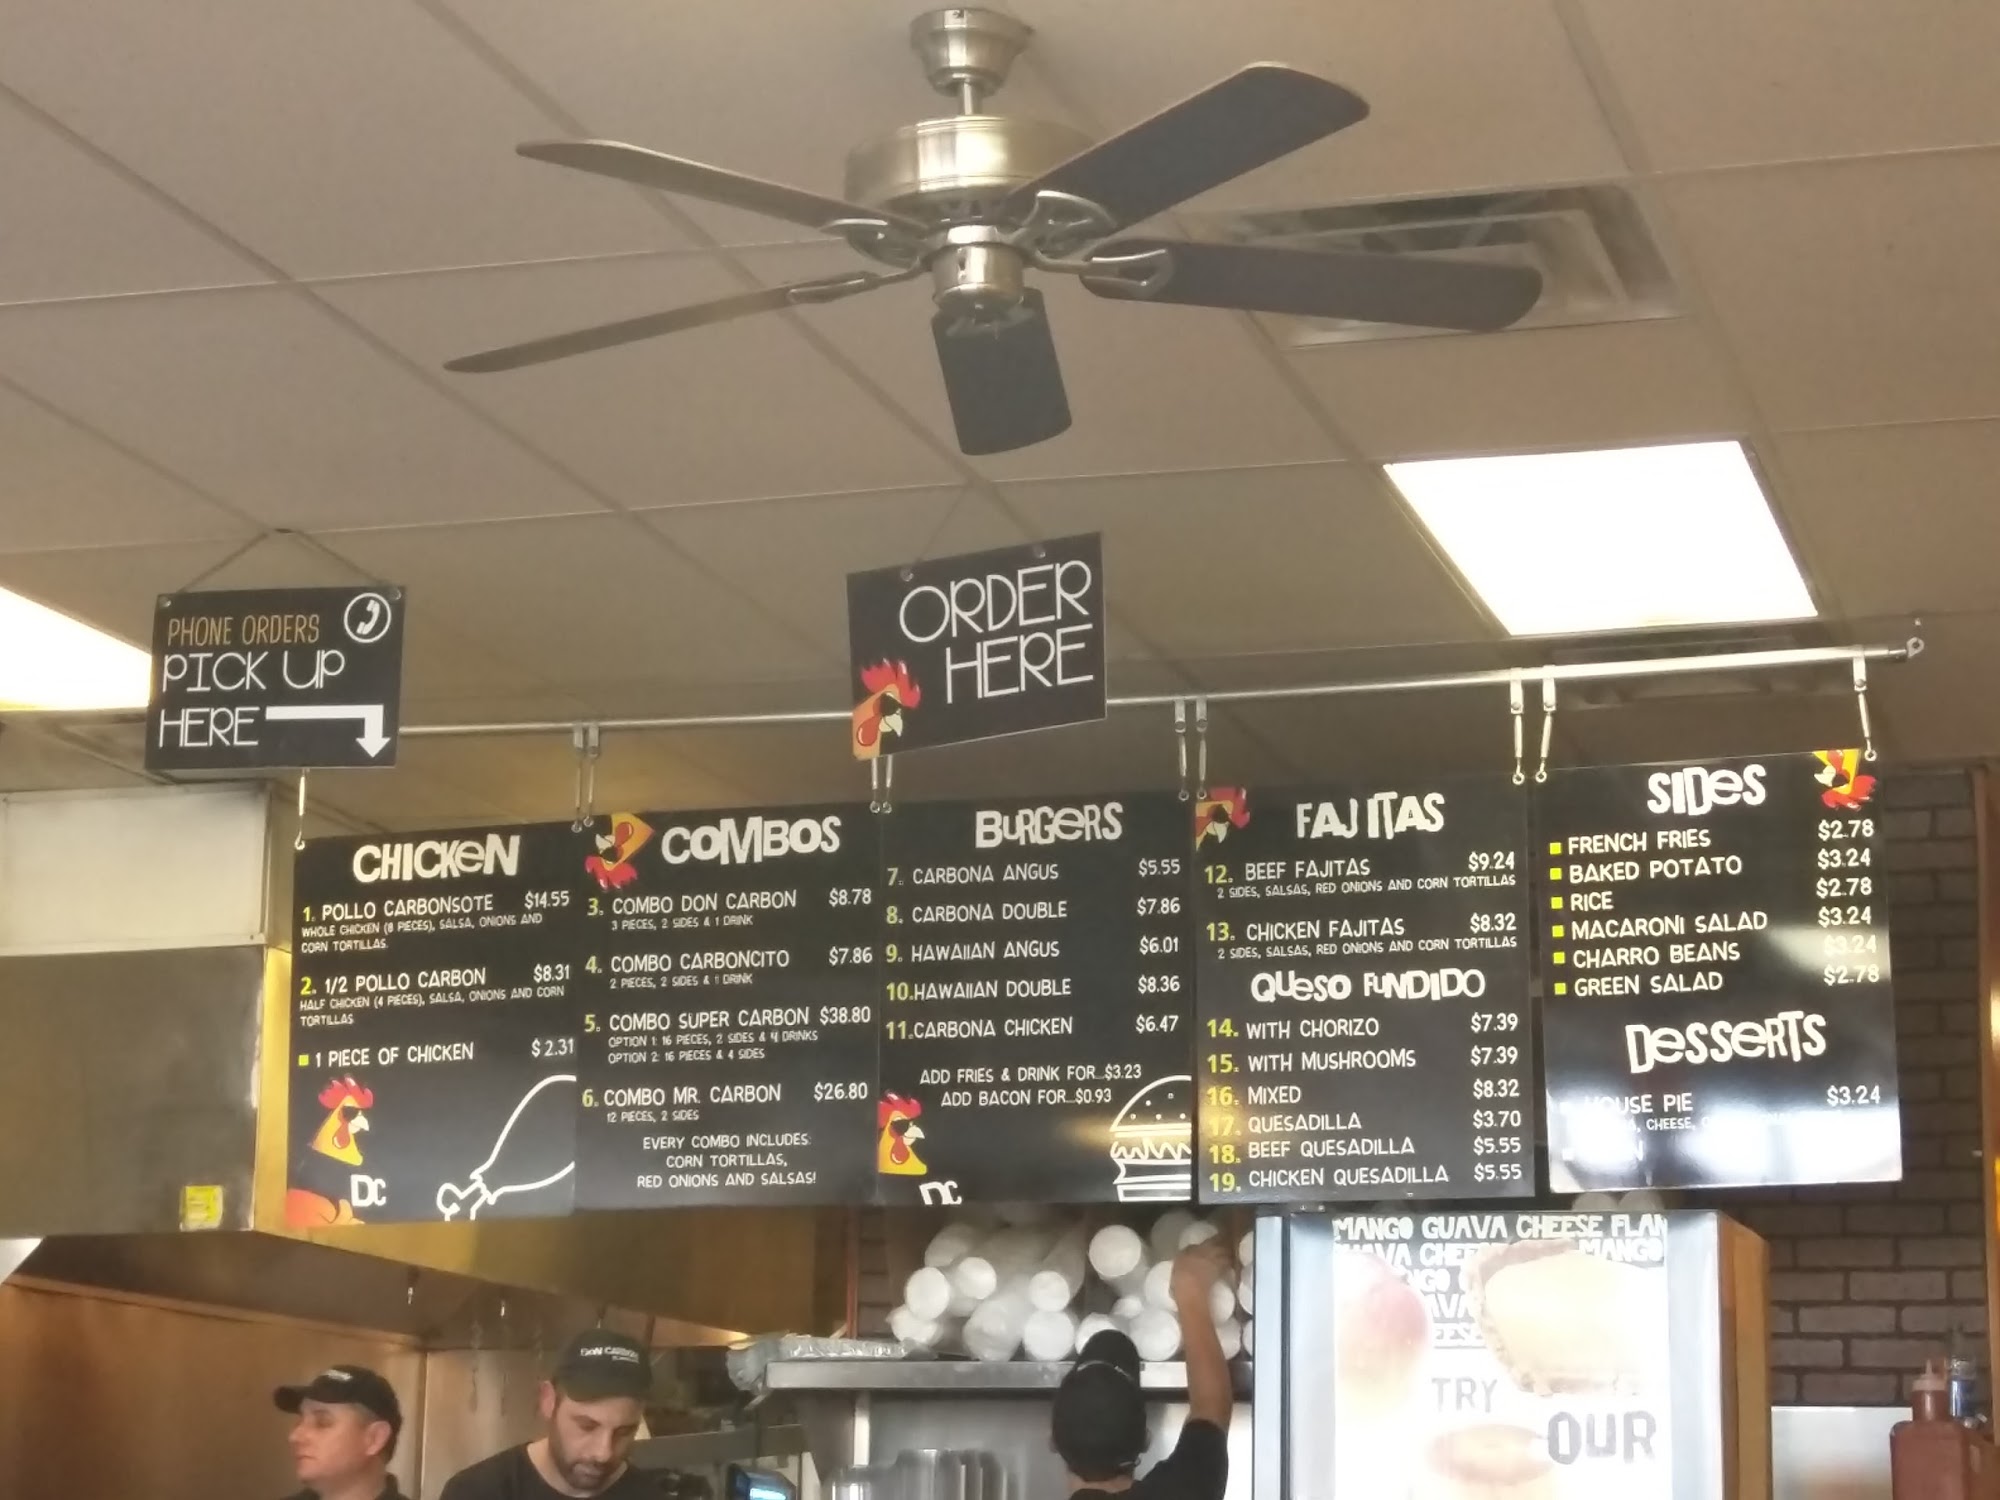 PHONE ORDERS
PICK UP
HERE
ORDER
HERE
CHICKEN
1. POLLO CARBONSOTE $14.55
WHOLE CHICKEN (8 PIECES), SALSA, ONIONS AND
CORN TORTILLAS.
2. 1/2 POLLO CARBON $8.31
HALF CHICKEN (4 PIECES), SALSA, ONIONS AND CORN
TORTILLAS
1 PIECE OF CHICKEN $2.31
DC
COMBOS
3. COMBO DON CARBON $8.78
3 PIECES, 2 SIDES & 1 DRINK
4. COMBO CARBONCITO $7.86
2 PIECES, 2 SIDES & 1 DRINK
5. COMBO SUPER CARBON $38.80
OPTION 1: 16 PIECES, 2 SIDES & 4 DRINKS
OPTION 2: 16 PIECES & 4 SIDES
6. COMBO MR. CARBON $26.80
12 PIECES, 2 SIDES
EVERY COMBO INCLUDES:
CORN TORTILLAS,
RED ONIONS AND SALSAS!
BURGERS
7. CARBONA ANGUS $5.55
8. CARBONA DOUBLE $7.86
9. HAWAIIAN ANGUS $6.01
10. HAWAIIAN DOUBLE $8.36
11. CARBONA CHICKEN $6.47
ADD FRIES & DRINK FOR...$3.23
ADD BACON FOR...$0.93
DC
FAJITAS
12. BEEF FAJITAS $9.24
2 SIDES, SALSAS, RED ONIONS AND CORN TORTILLAS
13. CHICKEN FAJITAS $8.32
2 SIDES, SALSAS, RED ONIONS AND CORN TORTILLAS
QUESO FUNDIDO
14. WITH CHORIZO $7.39
15. WITH MUSHROOMS $7.39
16. MIXED $8.32
17. QUESADILLA $3.70
18. BEEF QUESADILLA $5.55
19. CHICKEN QUESADILLA $5.55
SIDES
FRENCH FRIES $2.78
BAKED POTATO $3.24
RICE $2.78
MACARONI SALAD $3.24
CHARRO BEANS $3.24
GREEN SALAD $2.78
DESSERTS
HOUSE PIE $3.24
CHEESE,
MANGO GUAVA CHEESE FLAN
MANGO
TRY
OUR
DON CARBON